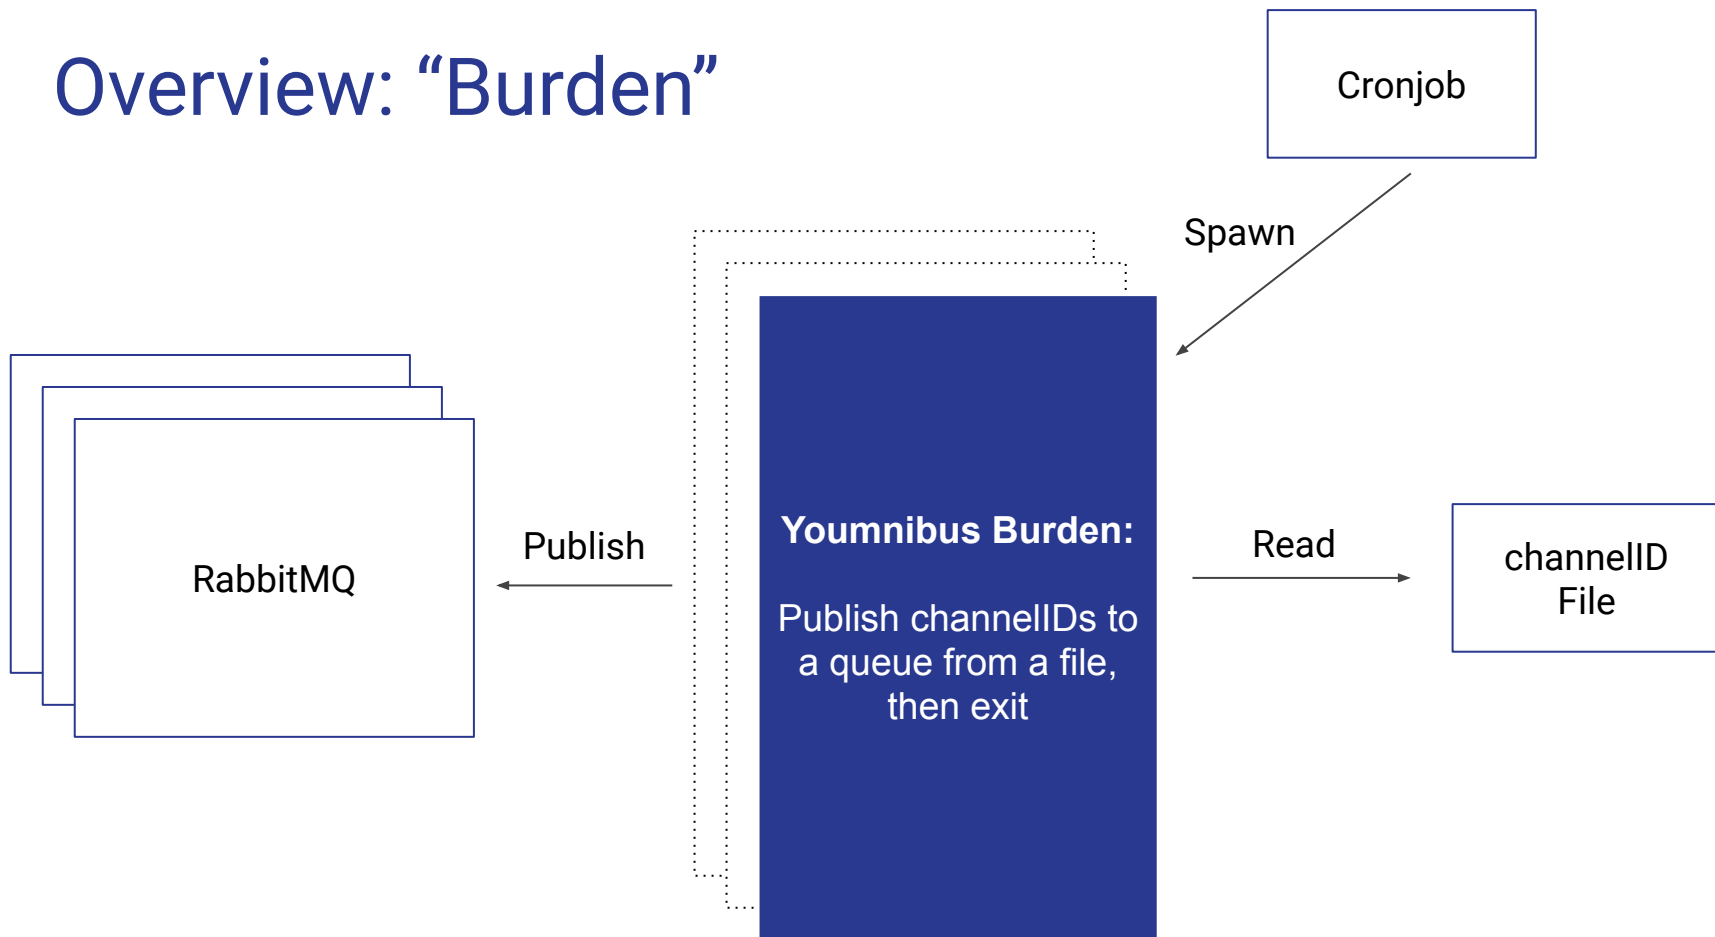 Overview: “Burden”
Cronjob
Spawn
RabbitMQ
Publish
Youmnibus Burden:
Publish channelIDs to
a queue from a file,
then exit
Read
channelID
File